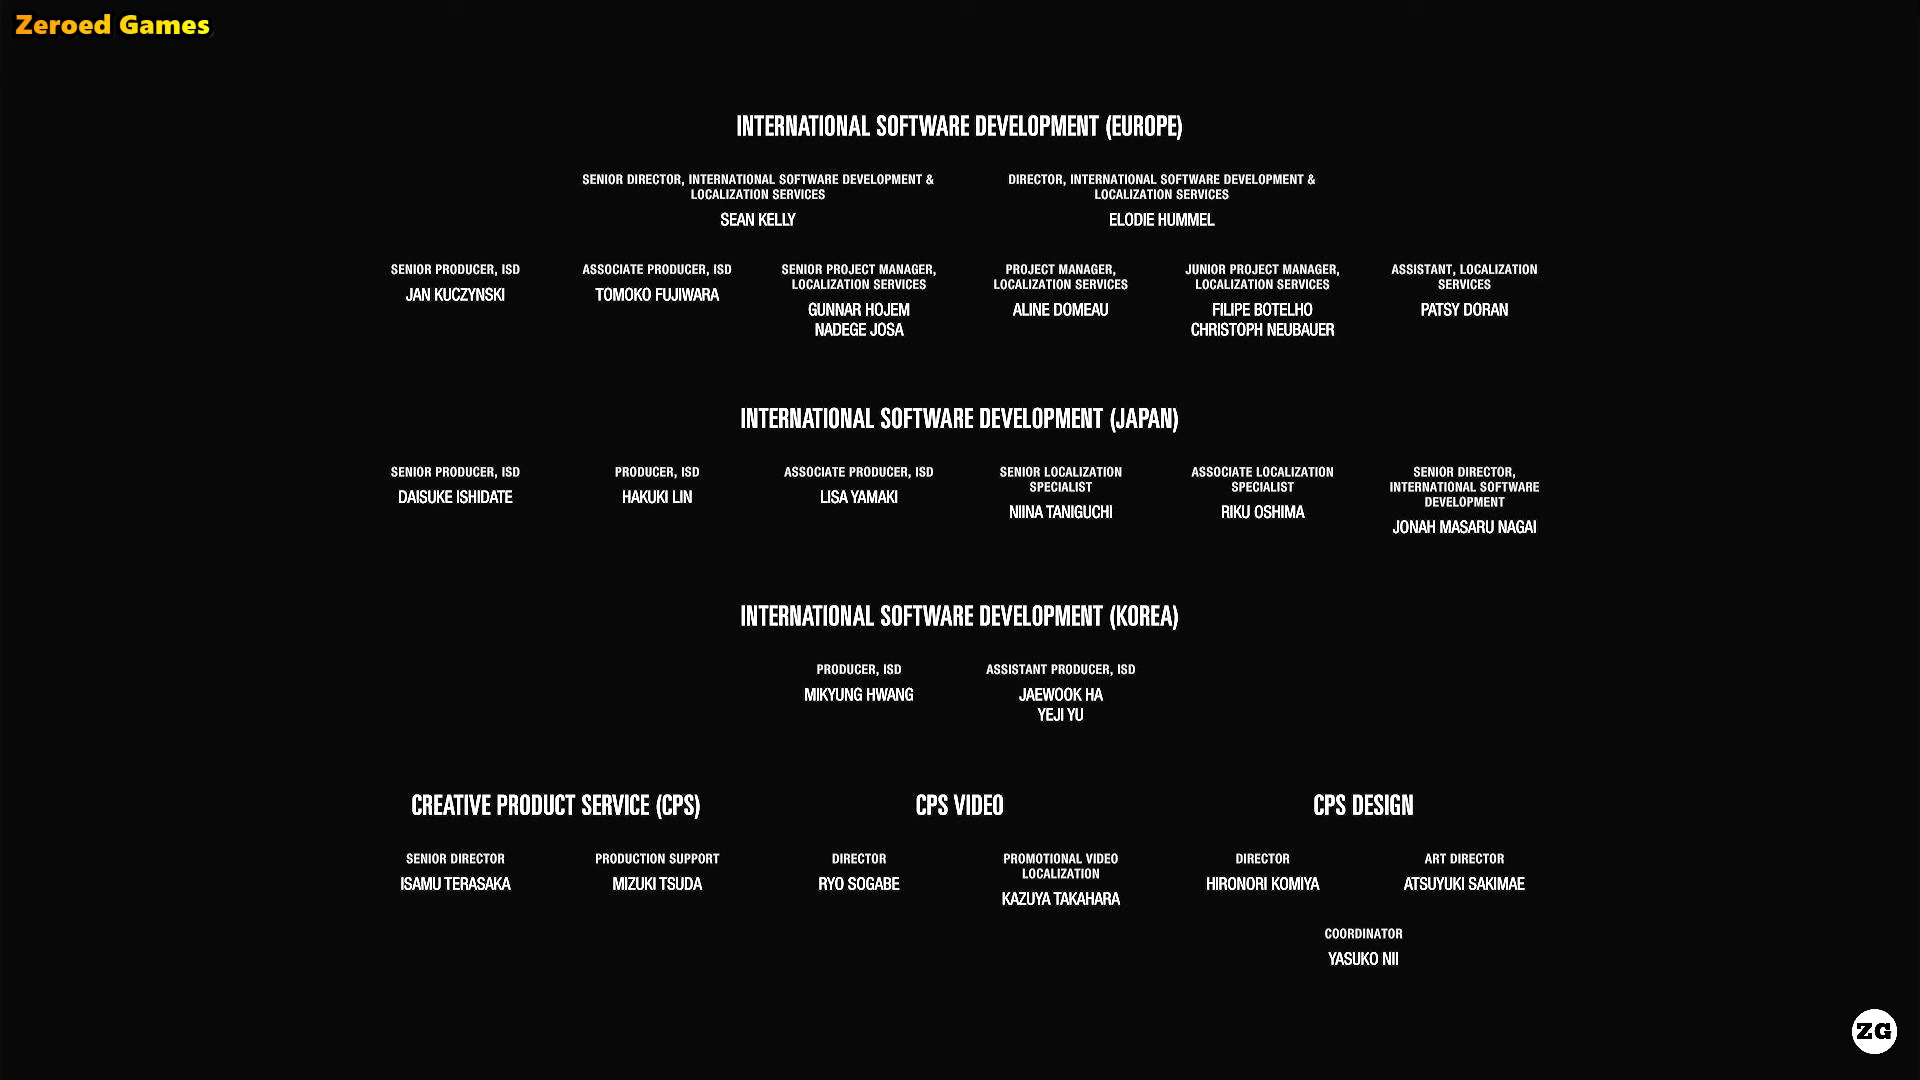 Zeroed Games
INTERNATIONAL SOFTWARE DEVELOPMENT (EUROPE)
SENIOR DIRECTOR, INTERNATIONAL SOFTWARE DEVELOPMENT &
LOCALIZATION SERVICES
SEAN KELLY
DIRECTOR, INTERNATIONAL SOFTWARE DEVELOPMENT &
LOCALIZATION SERVICES
ELODIE HUMMEL
SENIOR PRODUCER, ISD
JAN KUCZYNSKI
ASSOCIATE PRODUCER, ISD
TOMOKO FUJIWARA
SENIOR PROJECT MANAGER,
LOCALIZATION SERVICES
GUNNAR HOJEM
NADEGE JOSA
PROJECT MANAGER,
LOCALIZATION SERVICES
ALINE DOMEAU
JUNIOR PROJECT MANAGER,
LOCALIZATION SERVICES
FILIPE BOTELHO
CHRISTOPH NEUBAUER
ASSISTANT, LOCALIZATION
SERVICES
PATSY DORAN
INTERNATIONAL SOFTWARE DEVELOPMENT (JAPAN)
SENIOR PRODUCER, ISD
DAISUKE ISHIDATE
PRODUCER, ISD
HAKUKI LIN
ASSOCIATE PRODUCER, ISD
LISA YAMAKI
SENIOR LOCALIZATION
SPECIALIST
NIINA TANIGUCHI
ASSOCIATE LOCALIZATION
SPECIALIST
RIKU OSHIMA
SENIOR DIRECTOR,
INTERNATIONAL SOFTWARE
DEVELOPMENT
JONAH MASARU NAGAI
INTERNATIONAL SOFTWARE DEVELOPMENT (KOREA)
PRODUCER, ISD
MIKYUNG HWANG
ASSISTANT PRODUCER, ISD
JAEWOOK HA
YEJI YU
CREATIVE PRODUCT SERVICE (CPS)
SENIOR DIRECTOR
ISAMU TERASAKA
PRODUCTION SUPPORT
MIZUKI TSUDA
CPS VIDEO
DIRECTOR
RYO SOGABE
PROMOTIONAL VIDEO
LOCALIZATION
KAZUYA TAKAHARA
CPS DESIGN
DIRECTOR
HIRONORI KOMIYA
ART DIRECTOR
ATSUYUKI SAKIMAE
COORDINATOR
YASUKO NII
ZG